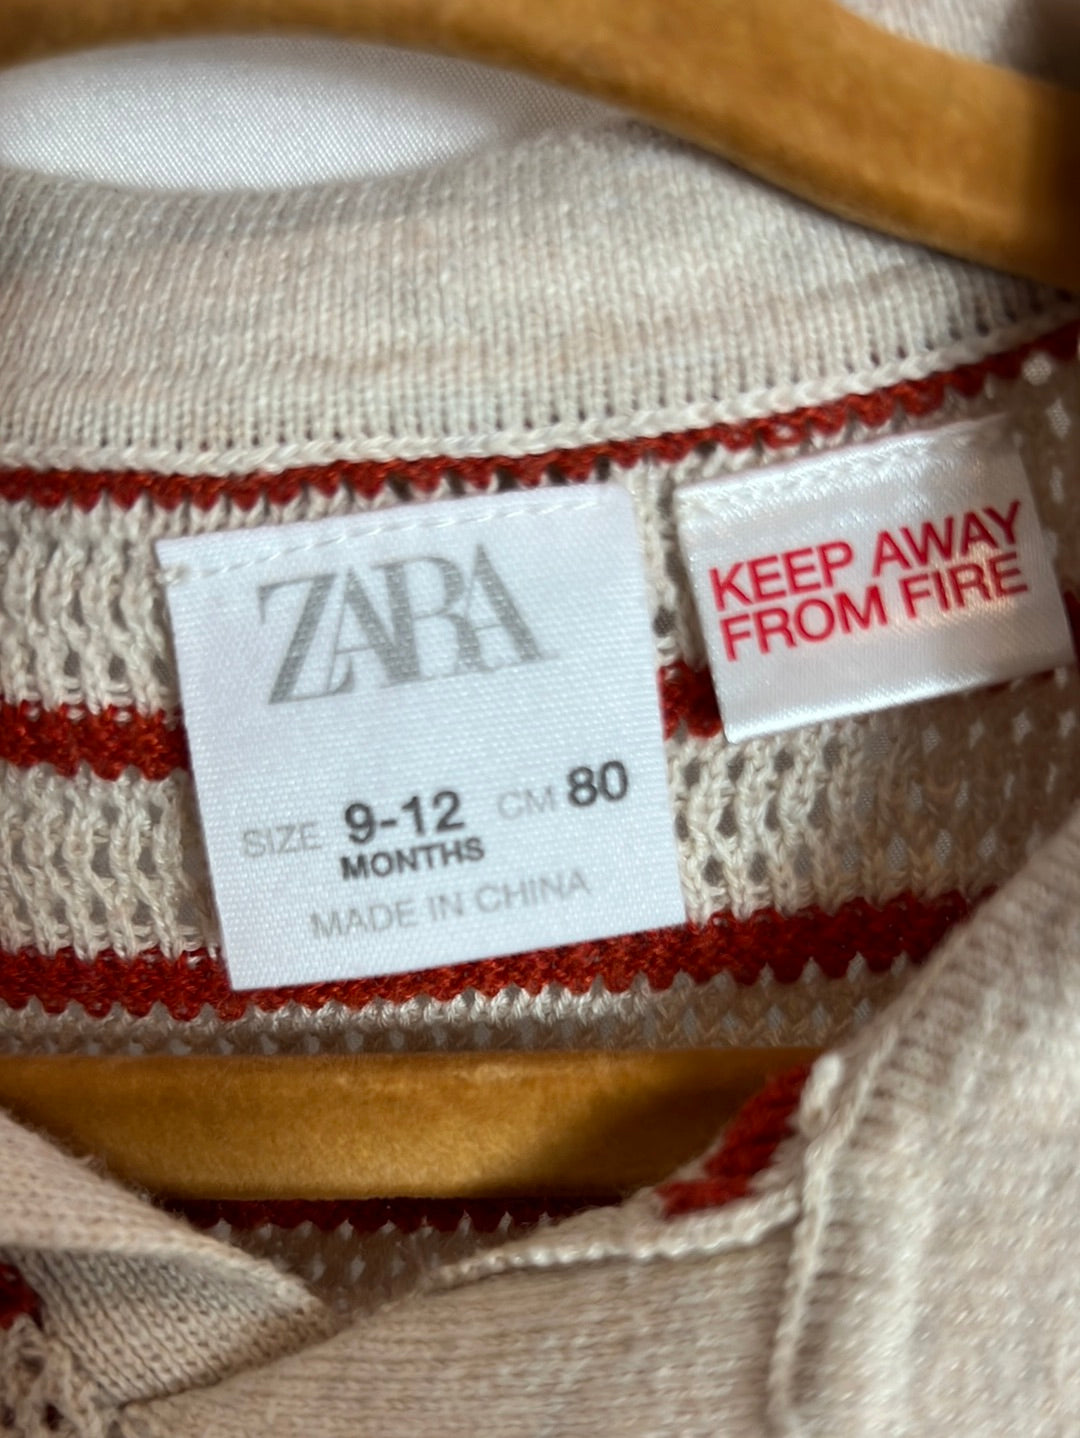 ZARA
SIZE 9-12 CM 80
MONTHS
MADE IN CHINA
KEEP AWAY
FROM FIRE